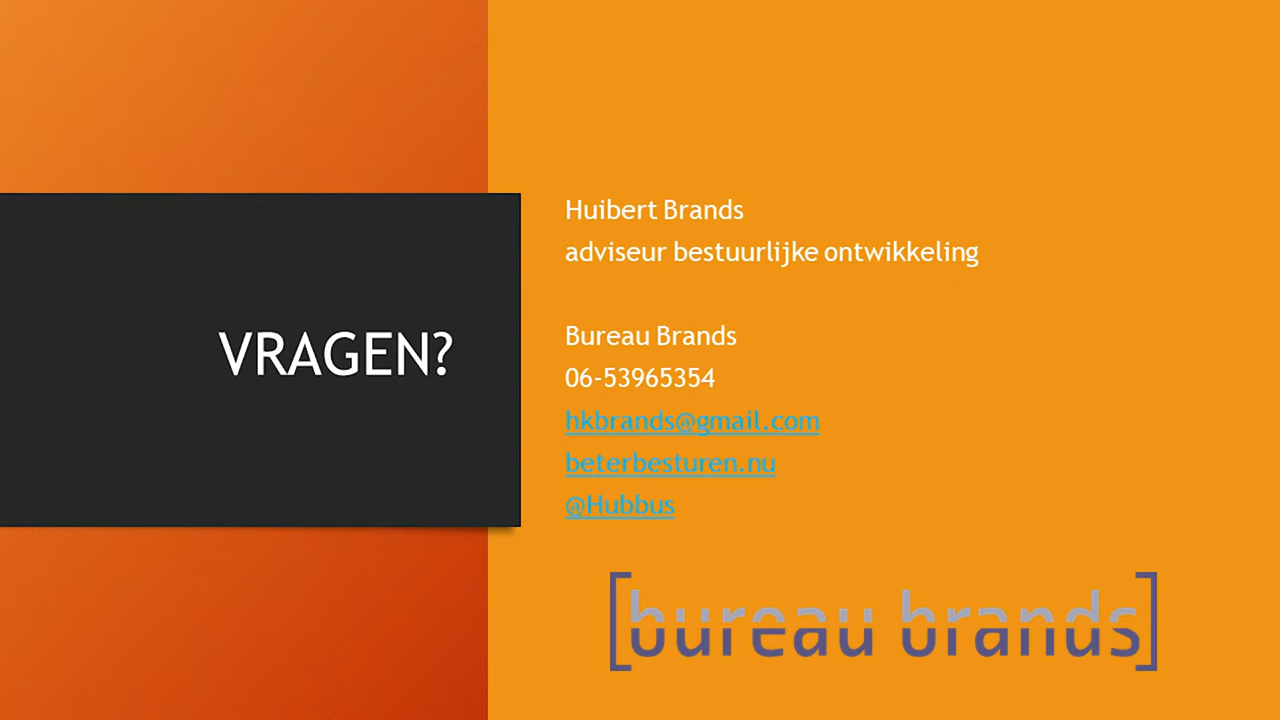 VRAGEN?
Huibert Brands
adviseur bestuurlijke ontwikkeling
Bureau Brands
06-53965354
hkbrands@gmail.com
beterbesturen.nu
@Hubbus
[bureau brands]